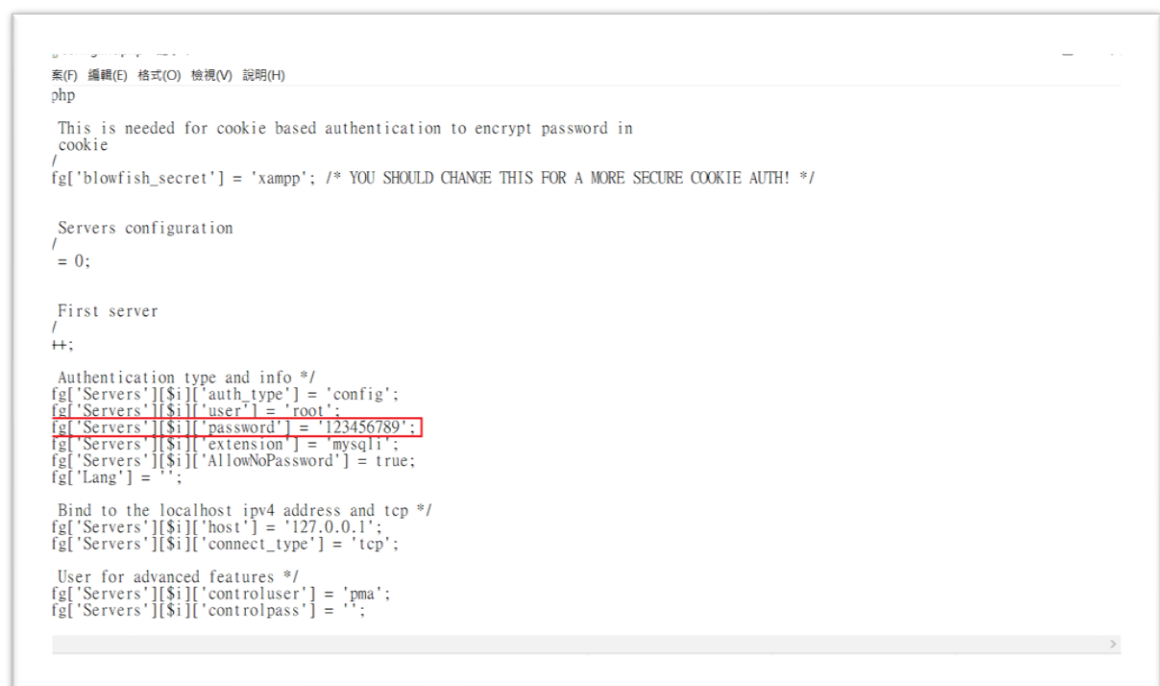 案(F) 編輯(E) 格式(O) 檢視(V) 說明(H)
php
This is needed for cookie based authentication to encrypt password in
cookie
/
fg['blowfish_secret'] = 'xampp'; /* YOU SHOULD CHANGE THIS FOR A MORE SECURE COOKIE AUTH! */
Servers configuration
/
= 0;
First server
/
++;
Authentication type and info */
fg['Servers'][$i]['auth_type'] = 'config';
fg['Servers'][$i]['user'] = 'root';
fg['Servers'][$i]['password'] = '123456789';
fg['Servers'][$i]['extension'] = 'mysqli';
fg['Servers'][$i]['AllowNoPassword'] = true;
fg['Lang'] = '';
Bind to the localhost ipv4 address and tcp */
fg['Servers'][$i]['host'] = '127.0.0.1';
fg['Servers'][$i]['connect_type'] = 'tcp';
User for advanced features */
fg['Servers'][$i]['controluser'] = 'pma';
fg['Servers'][$i]['controlpass'] = '';